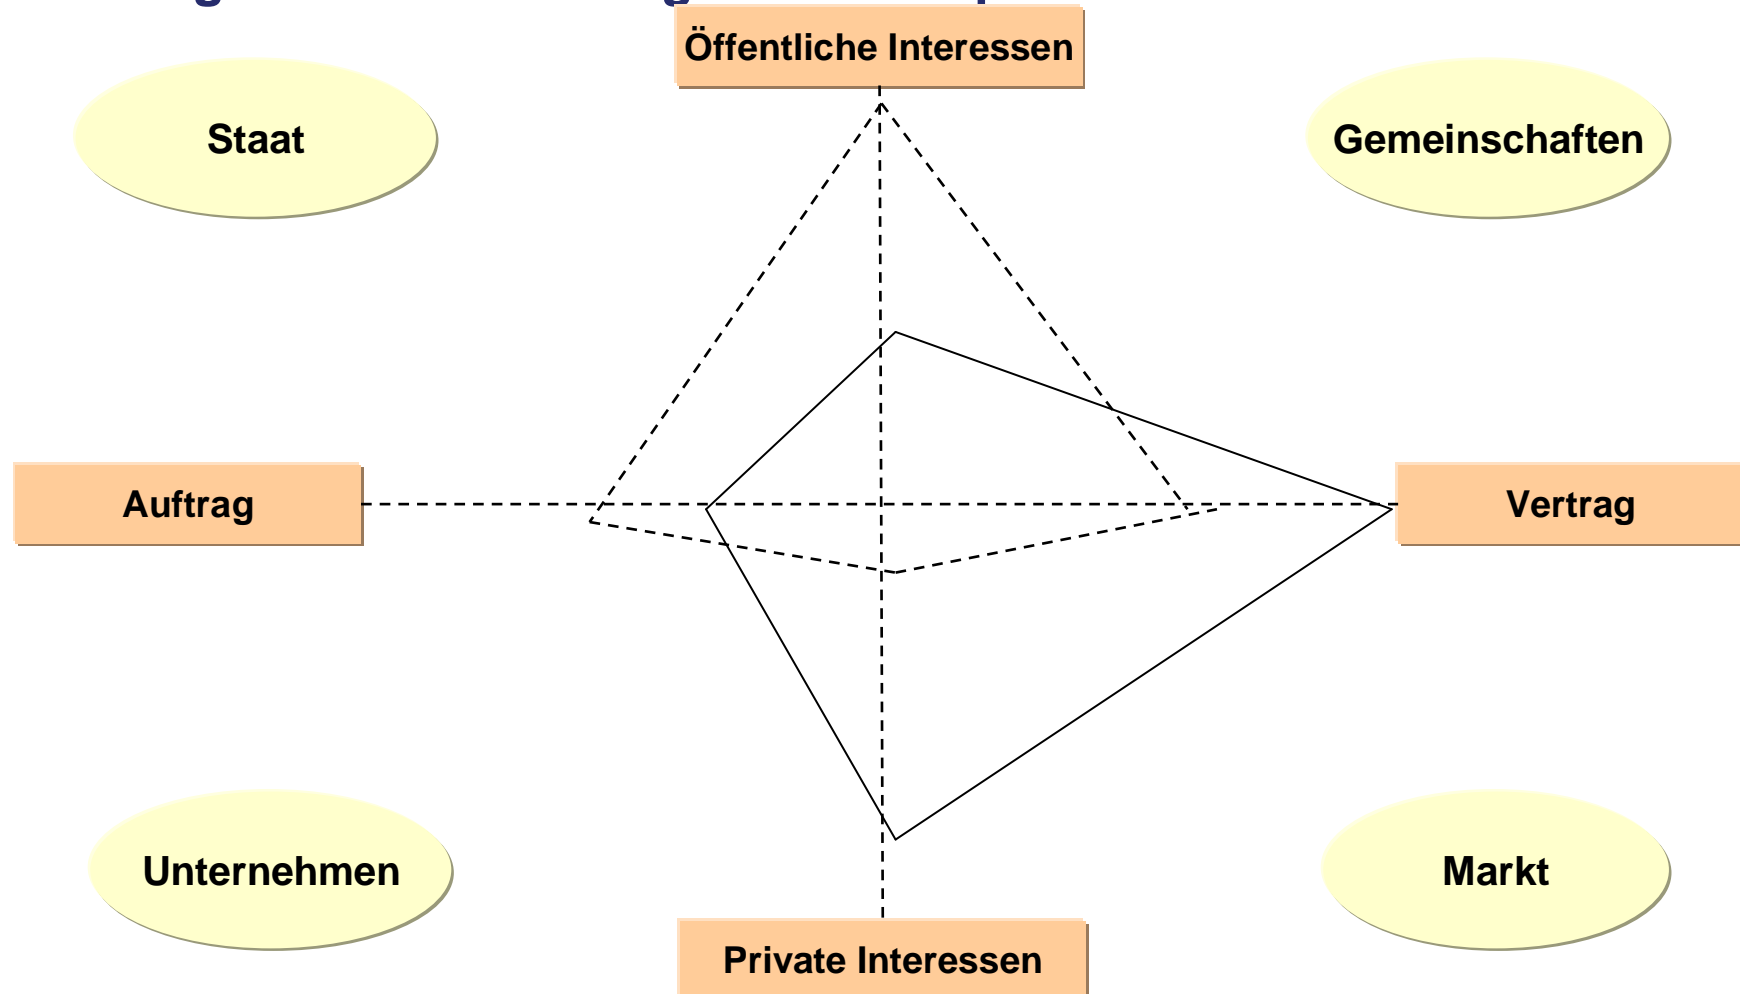 Öffentliche Interessen
Staat
Gemeinschaften
Auftrag
Vertrag
Unternehmen
Markt
Private Interessen